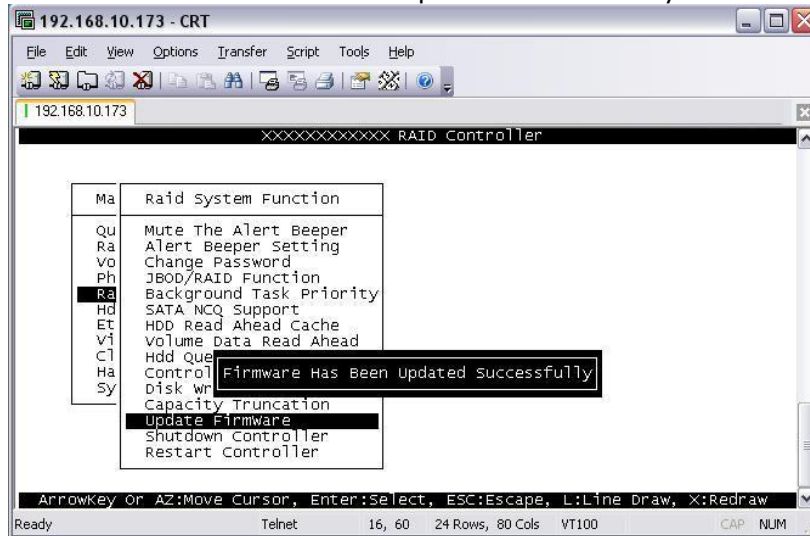 192.168.10.173 - CRT
File Edit View Options Transfer Script Tools Help
192.168.10.173
XXXXXXXXXXXX RAID Controller
Ma Raid System Function
Qu Mute The Alert Beeper
Ra Alert Beeper Setting
Vo Change Password
Ph JBOD/RAID Function
Ra Background Task Priority
Hd SATA NCQ Support
Et HDD Read Ahead Cache
Vi Volume Data Read Ahead
Cl Hdd Que
Ha Control
Firmware Has Been Updated Successfully
Sy Disk Wr
Capacity Truncation
Update FirmWare
Shutdown Controller
Restart Controller
ArrowKey Or AZ:Move Cursor, Enter:Select, ESC:Escape, L:Line Draw, X:Redraw
Ready Telnet 16, 60 24 Rows, 80 Cols VT100 CAP NUM